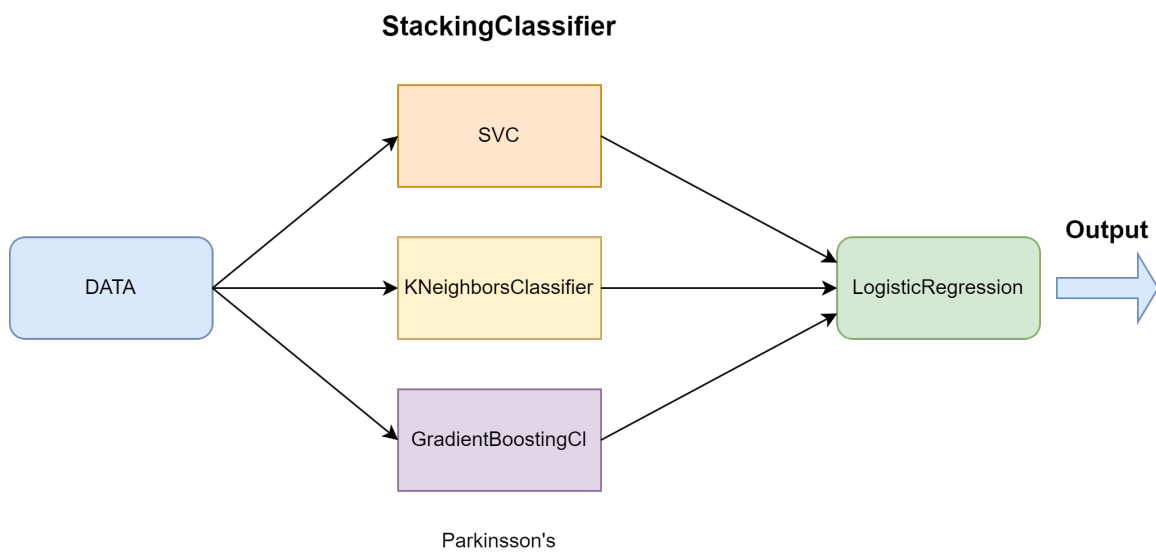 StackingClassifier
SVC
Output
DATA
KNeighborsClassifier
LogisticRegression
GradientBoostingCl
Parkinsson's